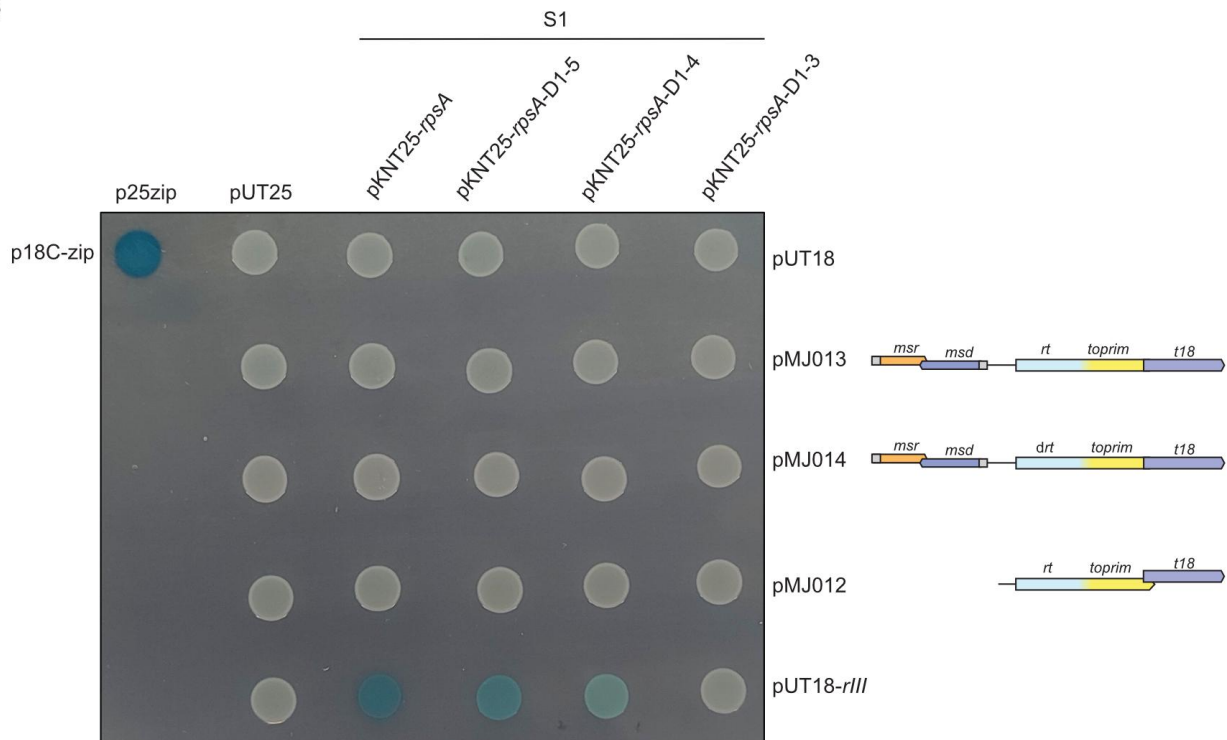 S1
p25zip
pUT25
pKNT25-rpsA
pKNT25-rpsA-D1-5
pKNT25-rpsA-D1-4
pKNT25-rpsA-D1-3
p18C-zip
pUT18
pMJ013
msr
msd
rt
toprim
t18
pMJ014
msr
msd
drt
toprim
t18
pMJ012
rt
toprim
t18
pUT18-rIII